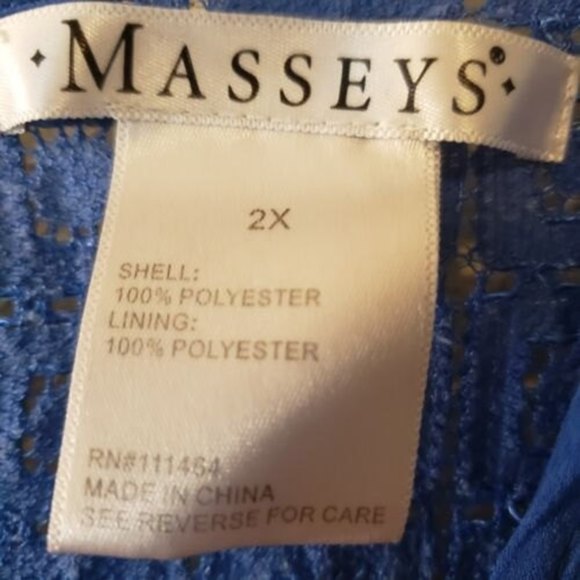 MASSEYS®
2X
SHELL:
100% POLYESTER
LINING:
100% POLYESTER
RN#111464
MADE IN CHINA
SEE REVERSE FOR CARE